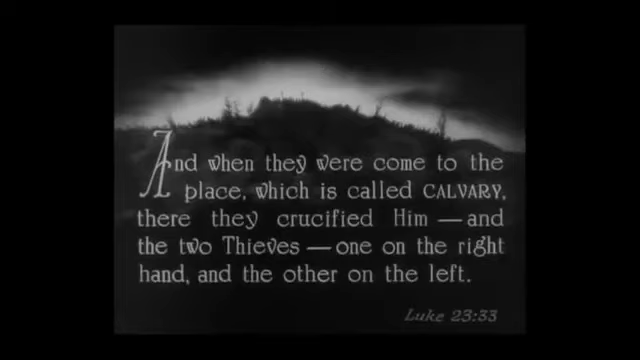 And when they were come to the
place, which is called CALVARY,
there they crucified Him — and
the two Thieves — one on the right
hand, and the other on the left.
Luke 23:33